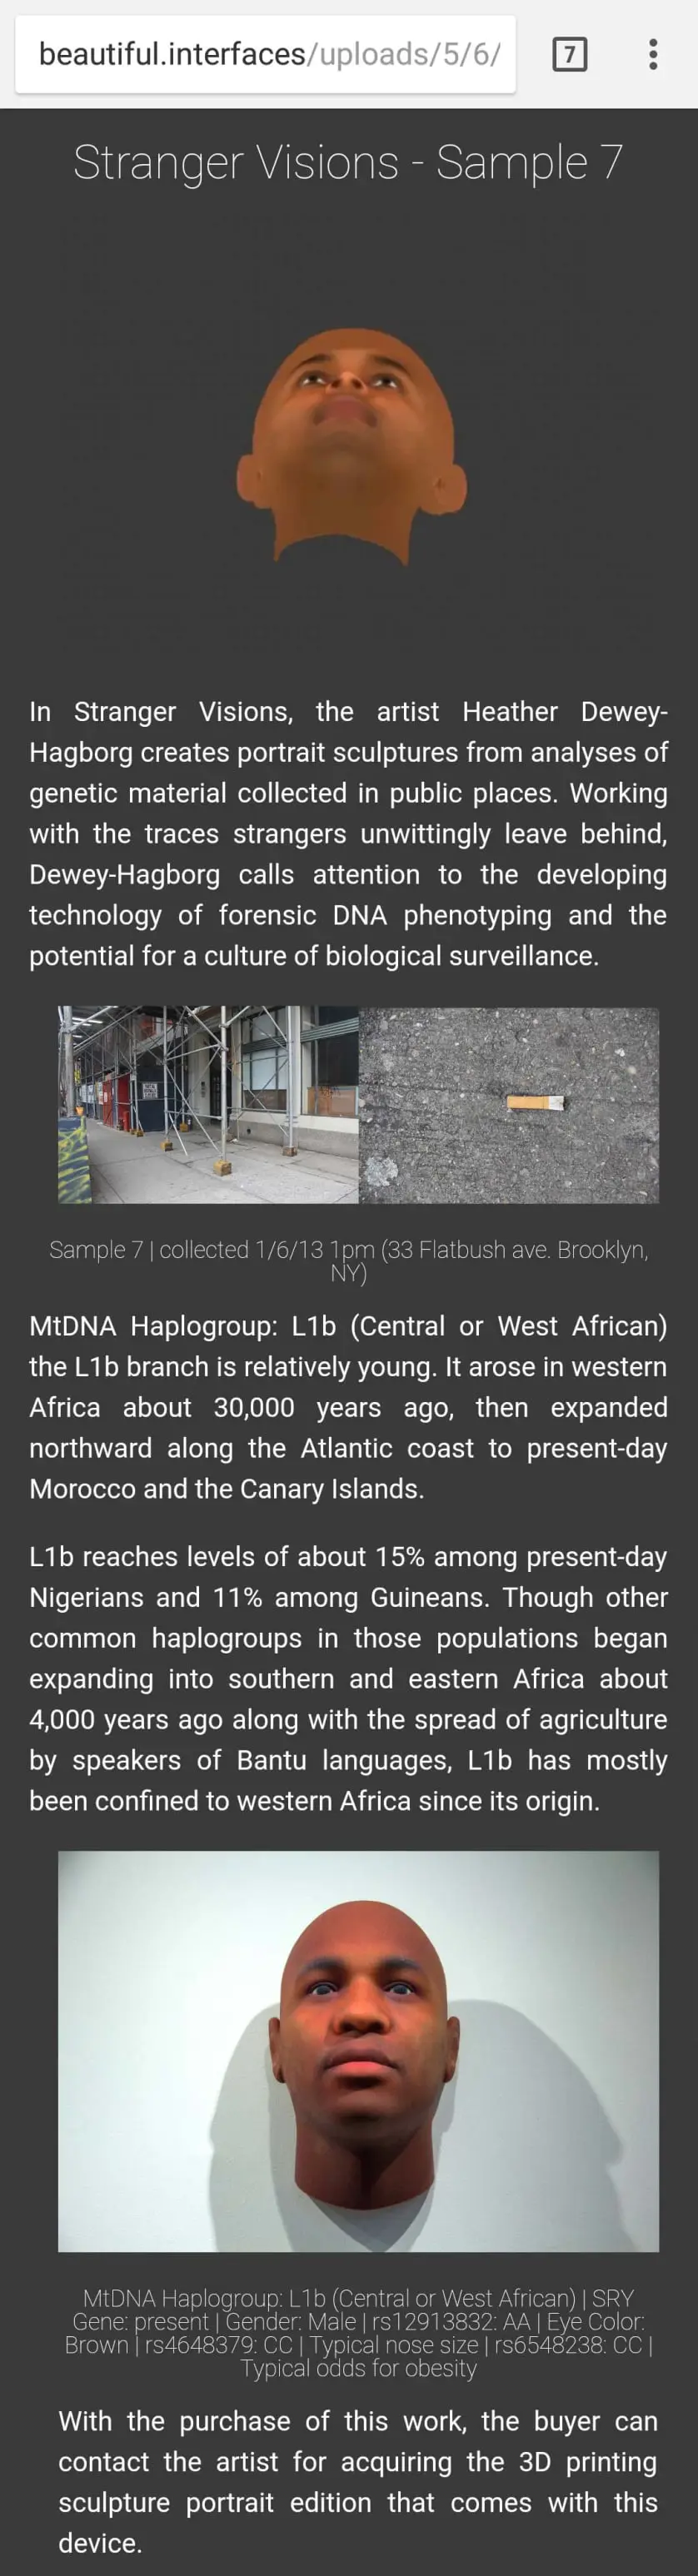 beautiful.interfaces/uploads/5/6/
7
Stranger Visions - Sample 7
In Stranger Visions, the artist Heather Dewey-
Hagborg creates portrait sculptures from analyses of
genetic material collected in public places. Working
with the traces strangers unwittingly leave behind,
Dewey-Hagborg calls attention to the developing
technology of forensic DNA phenotyping and the
potential for a culture of biological surveillance.
Sample 7 | collected 1/6/13 1pm (33 Flatbush ave. Brooklyn,
NY)
MtDNA Haplogroup: L1b (Central or West African)
the L1b branch is relatively young. It arose in western
Africa about 30,000 years ago, then expanded
northward along the Atlantic coast to present-day
Morocco and the Canary Islands.
L1b reaches levels of about 15% among present-day
Nigerians and 11% among Guineans. Though other
common haplogroups in those populations began
expanding into southern and eastern Africa about
4,000 years ago along with the spread of agriculture
by speakers of Bantu languages, L1b has mostly
been confined to western Africa since its origin.
MtDNA Haplogroup: L1b (Central or West African) | SRY
Gene: present | Gender: Male | rs12913832: AA | Eye Color:
Brown | rs4648379: CC | Typical nose size | rs6548238: CC |
Typical odds for obesity
With the purchase of this work, the buyer can
contact the artist for acquiring the 3D printing
sculpture portrait edition that comes with this
device.